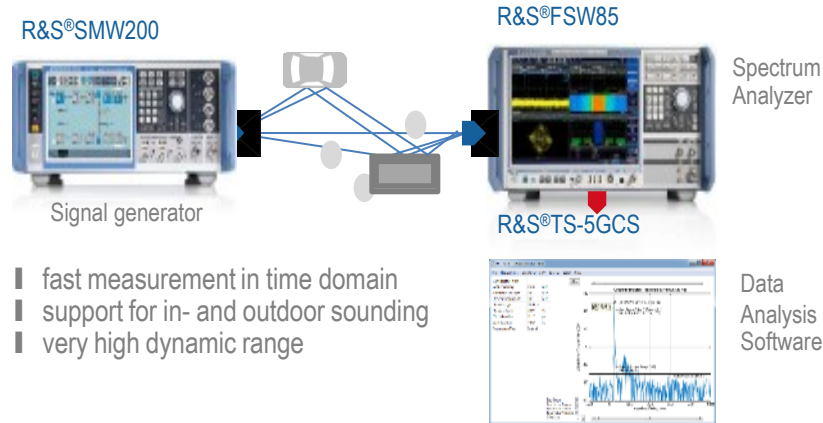 R&S®SMW200
R&S®FSW85
Spectrum
Analyzer
Signal generator
R&S®TS-5GCS
fast measurement in time domain
support for in- and outdoor sounding
very high dynamic range
Data
Analysis
Software